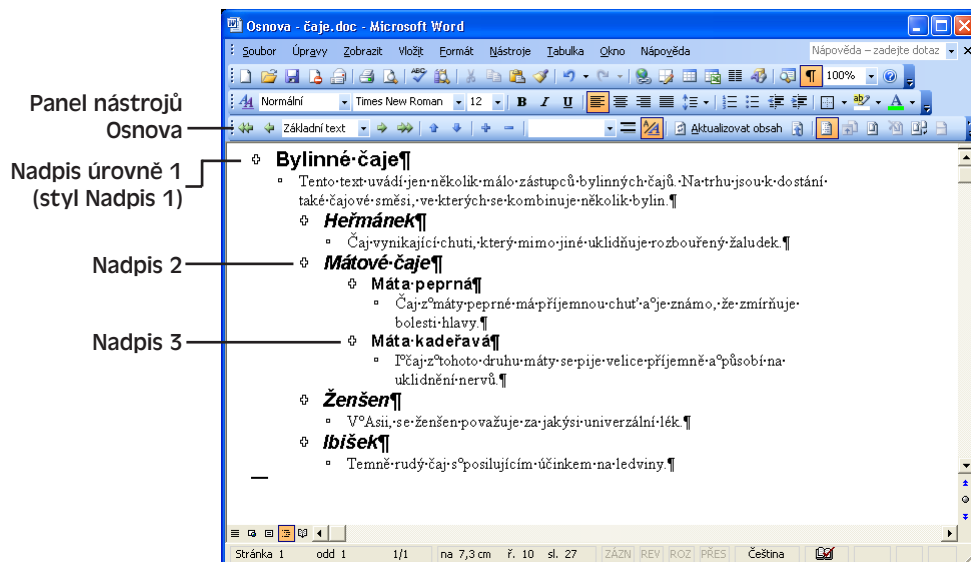 Osnova - čaje.doc - Microsoft Word
Soubor Úpravy Zobrazit Vložit Formát Nástroje Tabulka Okno Nápověda Nápověda – zadejte dotaz
100%
Normální Times New Roman 12 B I U
Panel nástrojů
Osnova
Základní text Aktualizovat obsah
Nadpis úrovně 1
(styl Nadpis 1)
Bylinné·čaje¶
Tento·text·uvádí·jen·několik·málo·zástupců·bylinných·čajů.·Na·trhu·jsou·k·dostání·
také·čajové·směsi,·ve·kterých·se·kombinuje·několik·bylin.¶
Heřmánek¶
Čaj·vynikající·chuti,·který·mimo·jiné·uklidňuje·rozbouřený·žaludek.¶
Nadpis 2
Mátové·čaje¶
Máta·peprná¶
Čaj·z°máty·peprné·má·příjemnou·chuť·a°je·známo,·že·zmírňuje·
bolesti·hlavy.¶
Nadpis 3
Máta·kadeřavá¶
I°čaj·z°tohoto·druhu·máty·se·pije·velice·příjemně·a°působí·na·
uklidnění·nervů.¶
Ženšen¶
V°Asii,·se·ženšen·považuje·za·jakýsi·univerzální·lék.¶
Ibišek¶
Temně·rudý·čaj·s°posilujícím·účinkem·na·ledviny.¶
Stránka 1 odd 1 1/1 na 7,3 cm ř. 10 sl. 27 ZÁZN REV ROZ PŘES Čeština